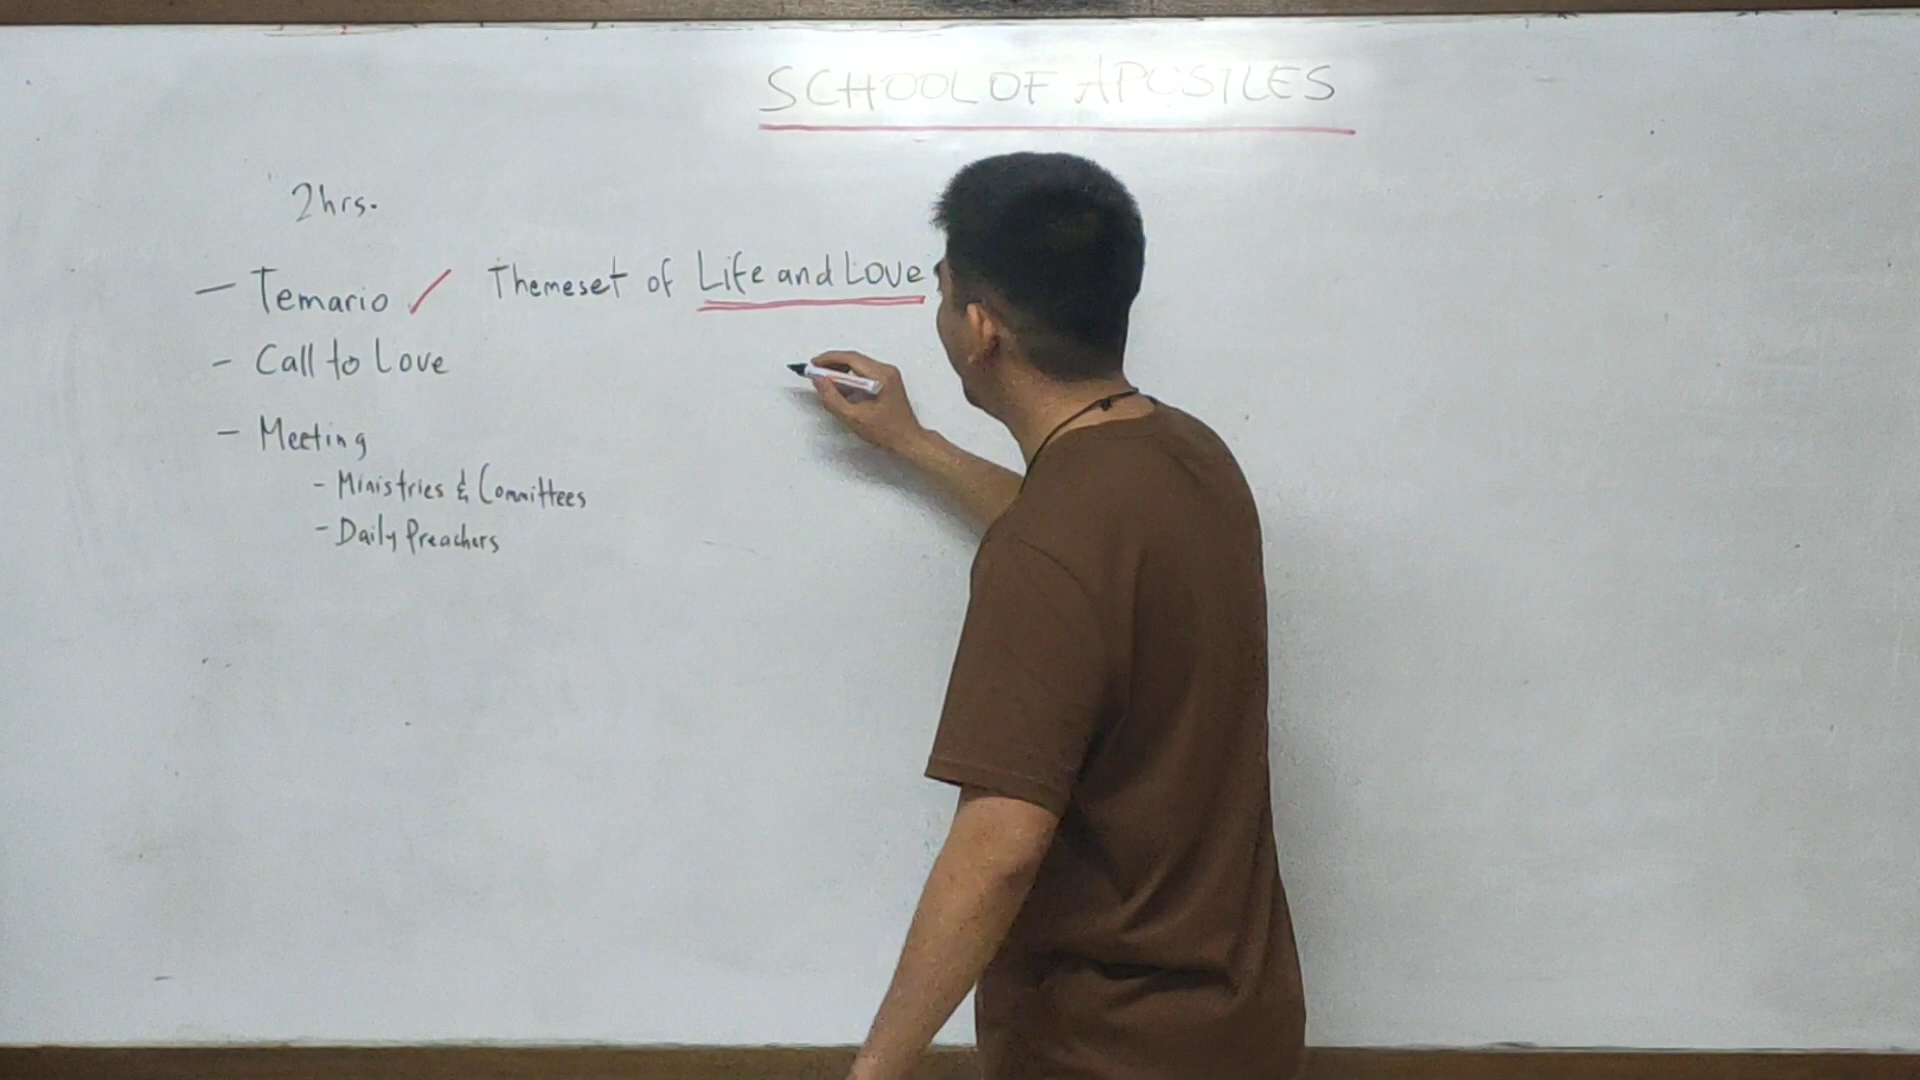 SCHOOL OF APOSTLES
2hrs.
- Temario ✓ Themeset of Life and Love
- Call to Love
- Meeting
- Ministries & Committees
- Daily Preachers